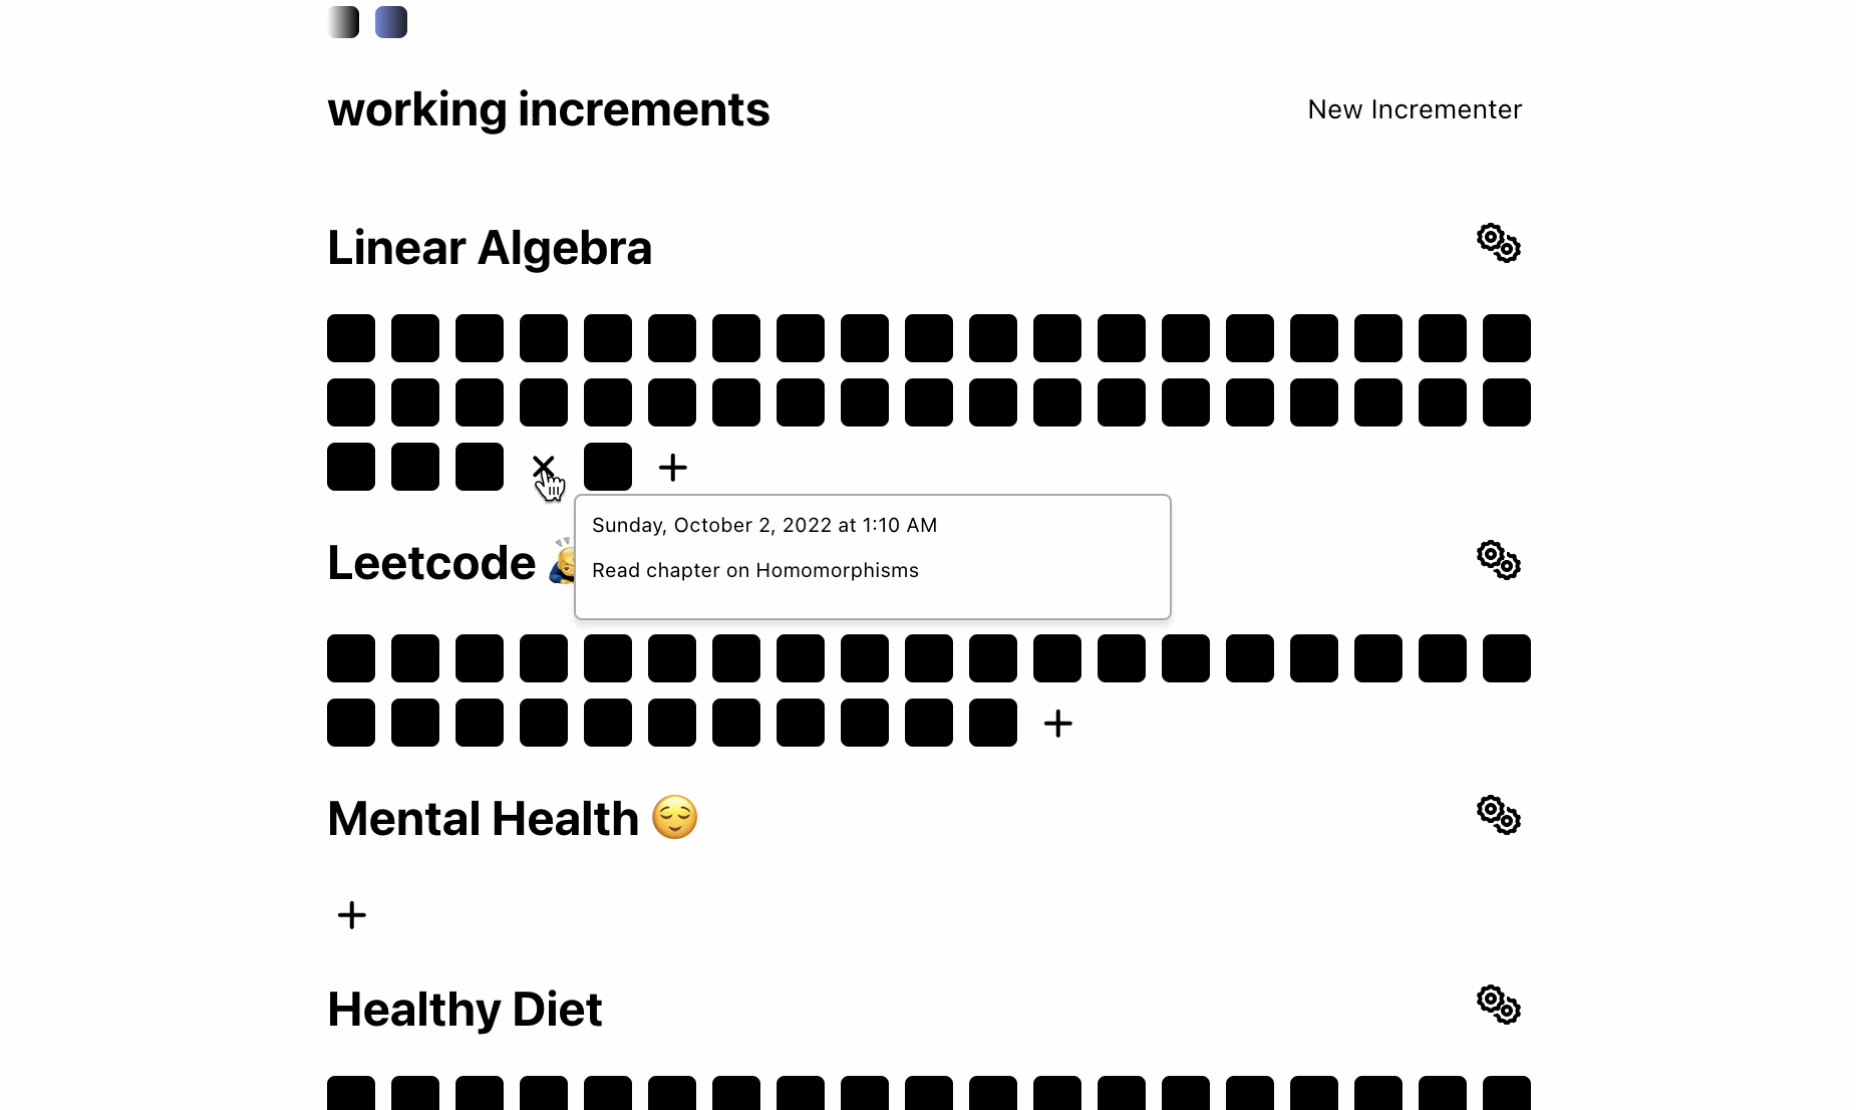 working increments
New Incrementer
Linear Algebra
Sunday, October 2, 2022 at 1:10 AM
Read chapter on Homomorphisms
Leetcode
Mental Health 😌
Healthy Diet